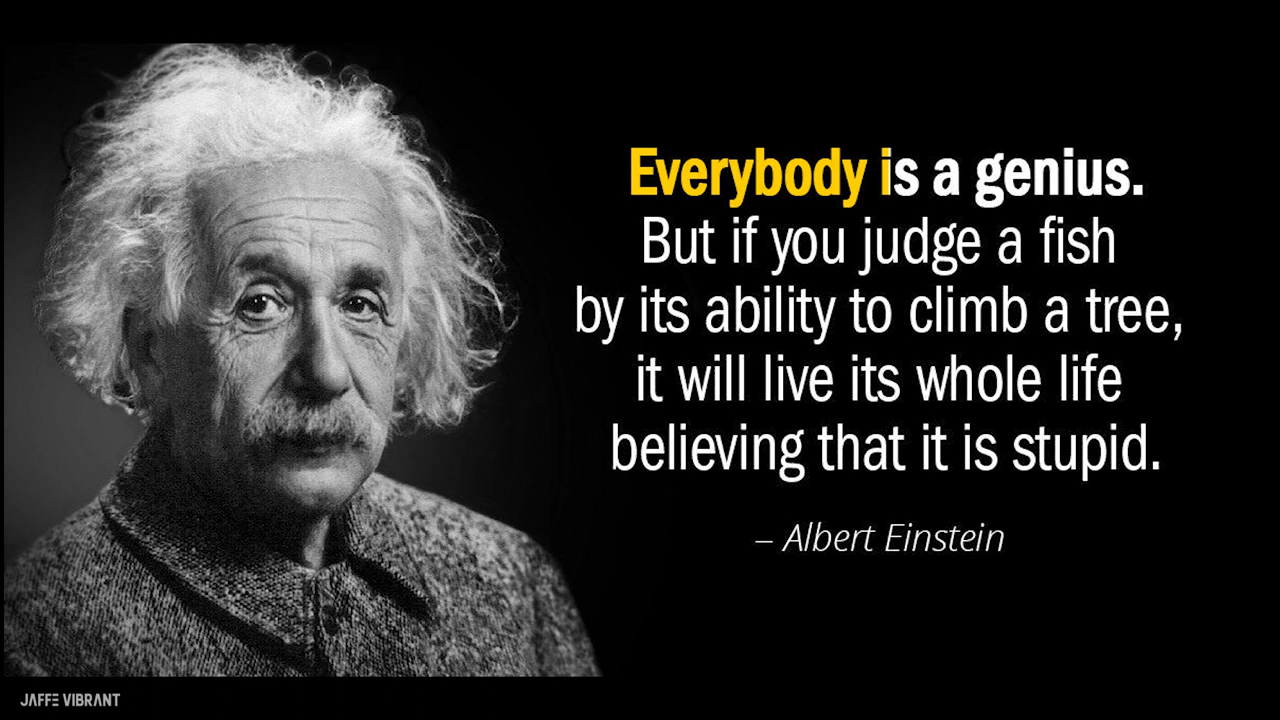 Everybody is a genius.
But if you judge a fish
by its ability to climb a tree,
it will live its whole life
believing that it is stupid.
– Albert Einstein
JAFFE VIBRANT